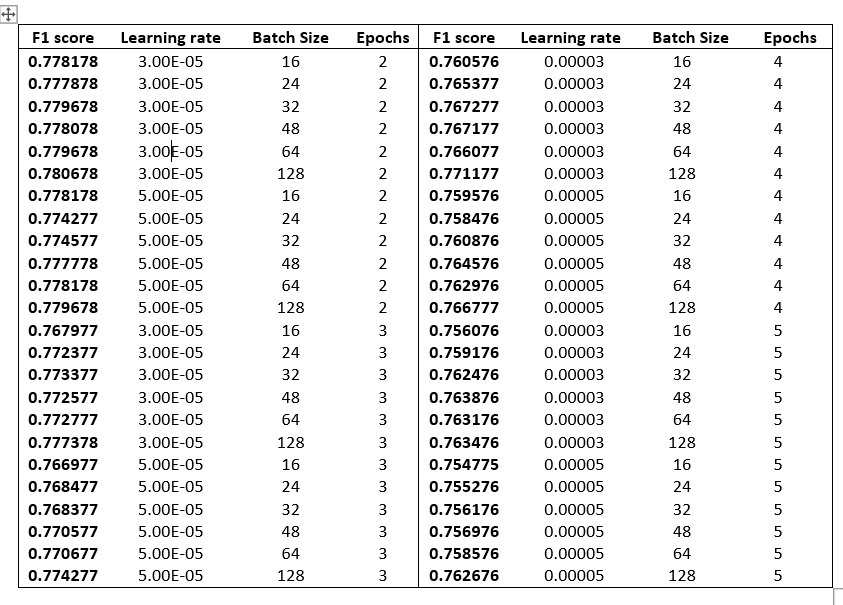 F1 score Learning rate Batch Size Epochs F1 score Learning rate Batch Size Epochs
0.778178 3.00E-05 16 2 0.760576 0.00003 16 4
0.777878 3.00E-05 24 2 0.765377 0.00003 24 4
0.779678 3.00E-05 32 2 0.767277 0.00003 32 4
0.778078 3.00E-05 48 2 0.767177 0.00003 48 4
0.779678 3.00E-05 64 2 0.766077 0.00003 64 4
0.780678 3.00E-05 128 2 0.771177 0.00003 128 4
0.778178 5.00E-05 16 2 0.759576 0.00005 16 4
0.774277 5.00E-05 24 2 0.758476 0.00005 24 4
0.774577 5.00E-05 32 2 0.760876 0.00005 32 4
0.777778 5.00E-05 48 2 0.764576 0.00005 48 4
0.778178 5.00E-05 64 2 0.762976 0.00005 64 4
0.779678 5.00E-05 128 2 0.766777 0.00005 128 4
0.767977 3.00E-05 16 3 0.756076 0.00003 16 5
0.772377 3.00E-05 24 3 0.759176 0.00003 24 5
0.773377 3.00E-05 32 3 0.762476 0.00003 32 5
0.772577 3.00E-05 48 3 0.763876 0.00003 48 5
0.772777 3.00E-05 64 3 0.763176 0.00003 64 5
0.777378 3.00E-05 128 3 0.763476 0.00003 128 5
0.766977 5.00E-05 16 3 0.754775 0.00005 16 5
0.768477 5.00E-05 24 3 0.755276 0.00005 24 5
0.768377 5.00E-05 32 3 0.756176 0.00005 32 5
0.770577 5.00E-05 48 3 0.756976 0.00005 48 5
0.770677 5.00E-05 64 3 0.758576 0.00005 64 5
0.774277 5.00E-05 128 3 0.762676 0.00005 128 5